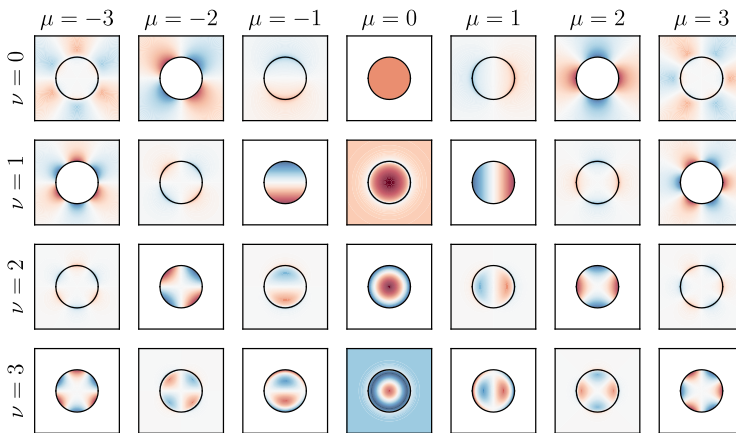 μ = −3 μ = −2 μ = −1 μ = 0 μ = 1 μ = 2 μ = 3
ν = 0
ν = 1
ν = 2
ν = 3